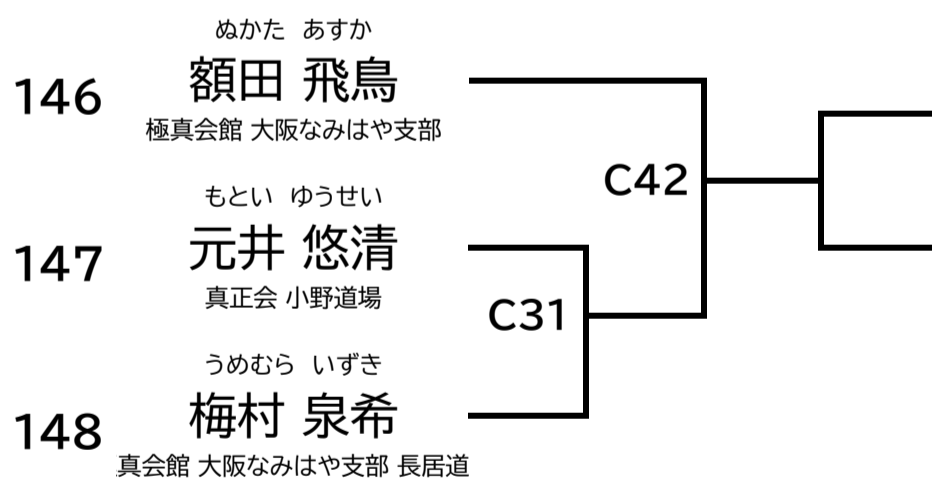 ぬかた あすか
146 額田 飛鳥
極真会館 大阪なみはや支部
C42
もとい ゆうせい
147 元井 悠清
真正会 小野道場
C31
うめむら いずき
148 梅村 泉希
真会館 大阪なみはや支部 長居道